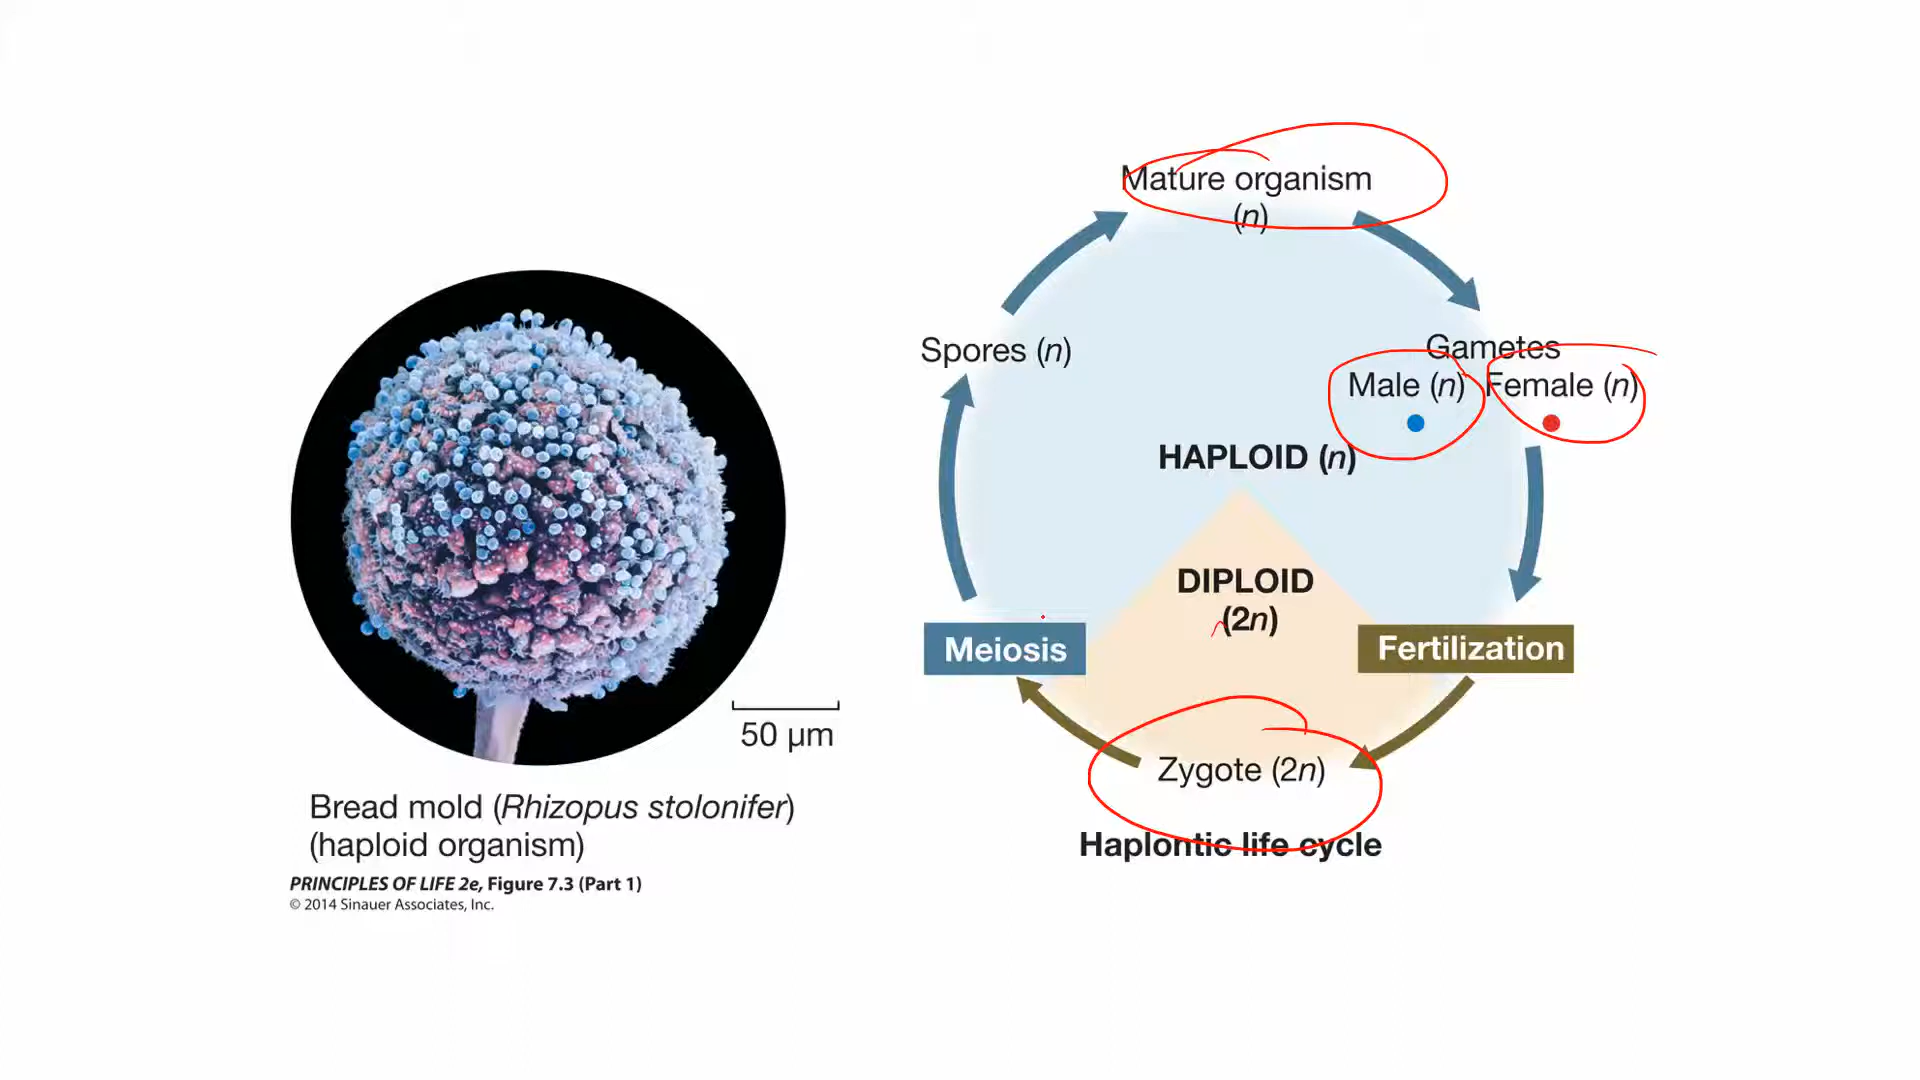 50 µm
Bread mold (Rhizopus stolonifer)
(haploid organism)
PRINCIPLES OF LIFE 2e, Figure 7.3 (Part 1)
© 2014 Sinauer Associates, Inc.
Mature organism
(n)
Gametes
Male (n) Female (n)
Spores (n)
HAPLOID (n)
DIPLOID
(2n)
Meiosis
Fertilization
Zygote (2n)
Haplontic life cycle